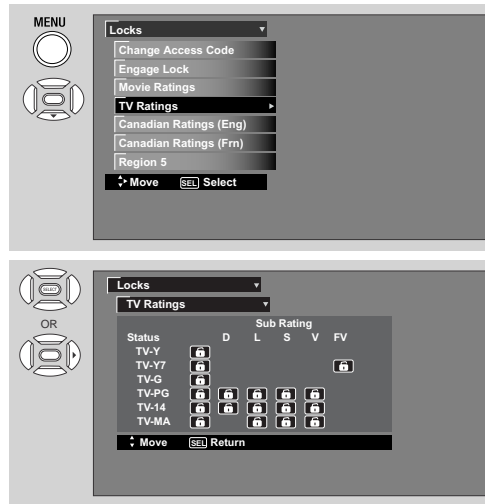 MENU
Locks
Change Access Code
Engage Lock
Movie Ratings
TV Ratings
Canadian Ratings (Eng)
Canadian Ratings (Frn)
Region 5
Move SEL Select
SELECT
OR
Locks
TV Ratings
Sub Rating
Status D L S V FV
TV-Y
TV-Y7
TV-G
TV-PG
TV-14
TV-MA
Move SEL Return